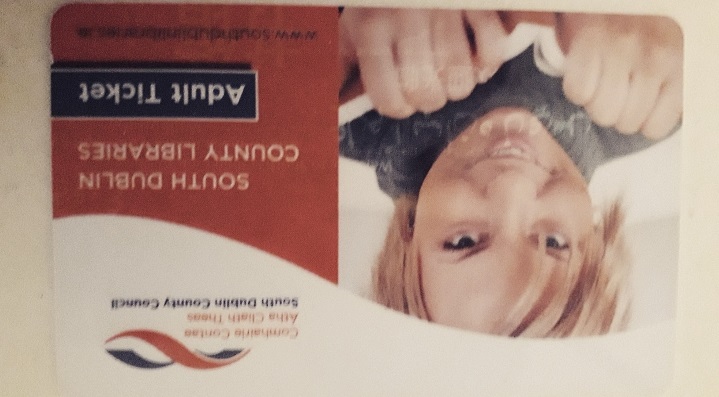 Comhairle Contae
Átha Cliath Theas
South Dublin County Council
SOUTH DUBLIN
COUNTY LIBRARIES
Adult Ticket
www.southdublinlibraries.ie